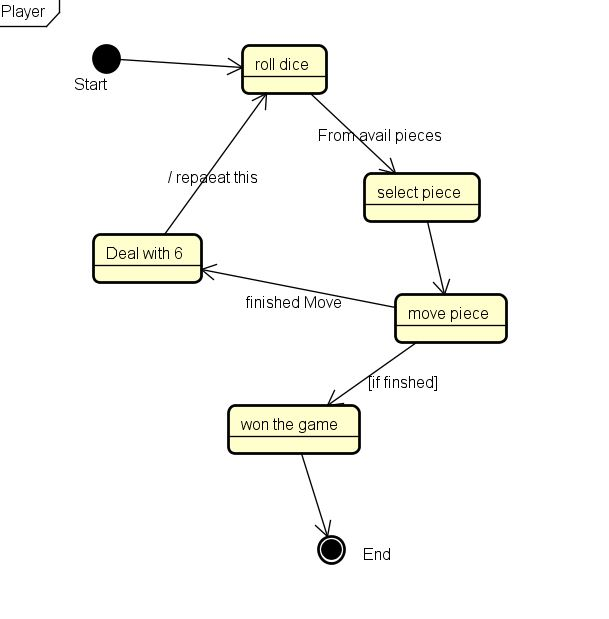 Player
Start
roll dice
From avail pieces
/ repaeat this
select piece
Deal with 6
finished Move
move piece
[if finshed]
won the game
End